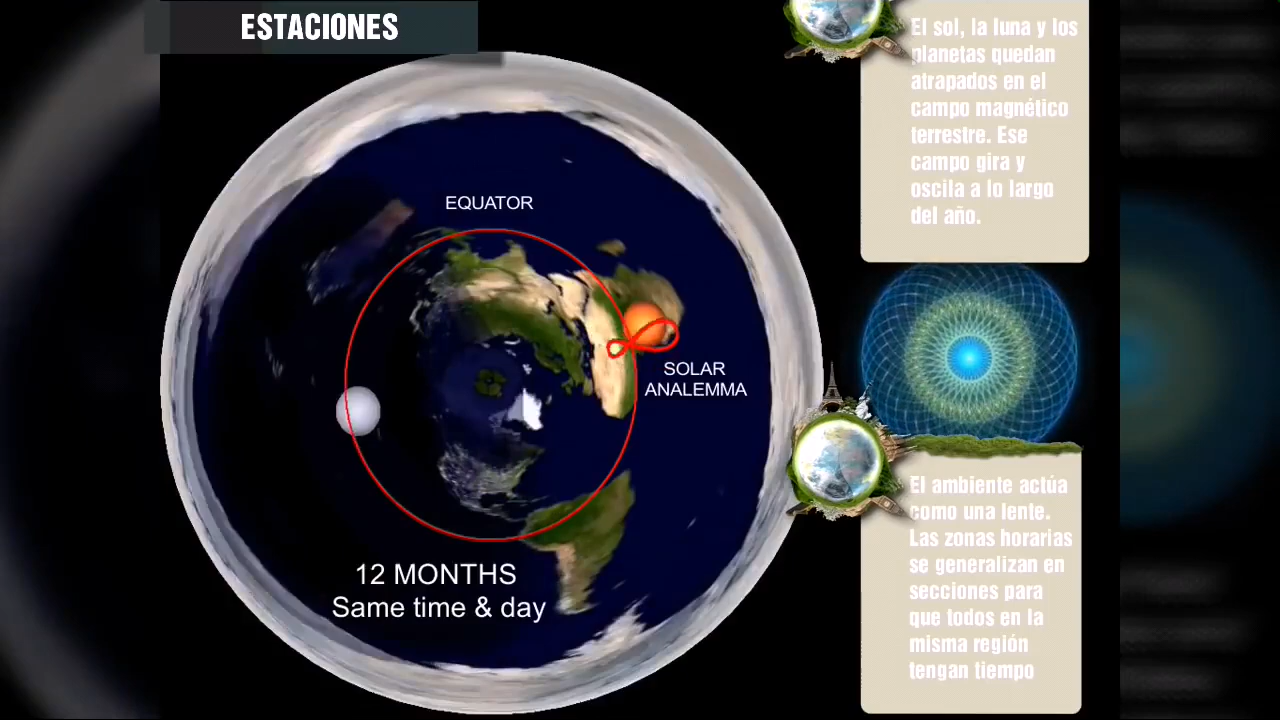 ESTACIONES
El sol, la luna y los
planetas quedan
atrapados en el
campo magnético
terrestre. Ese
campo gira y
oscila a lo largo
del año.
EQUATOR
SOLAR
ANALEMMA
12 MONTHS
Same time & day
El ambiente actúa
como una lente.
Las zonas horarias
se generalizan en
secciones para
que todos en la
misma región
tengan tiempo